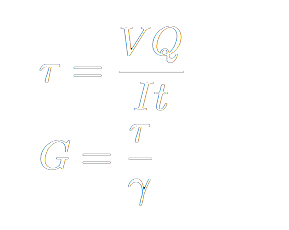 τ = VQ / It
G = τ / γ